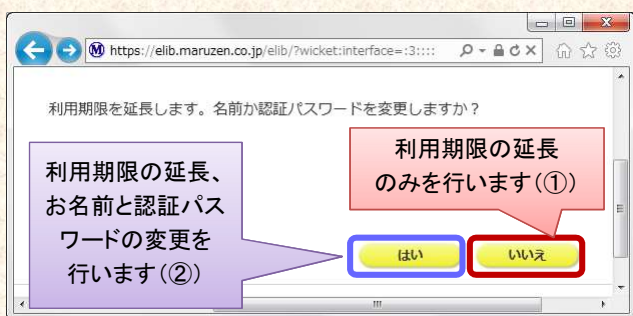 https://elib.maruzen.co.jp/elib/?wicket:interface=:3::::
利用期限を延長します。名前か認証パスワードを変更しますか？
利用期限の延長
のみを行います(①)
利用期限の延長、
お名前と認証パス
ワードの変更を
行います(②)
はい
いいえ